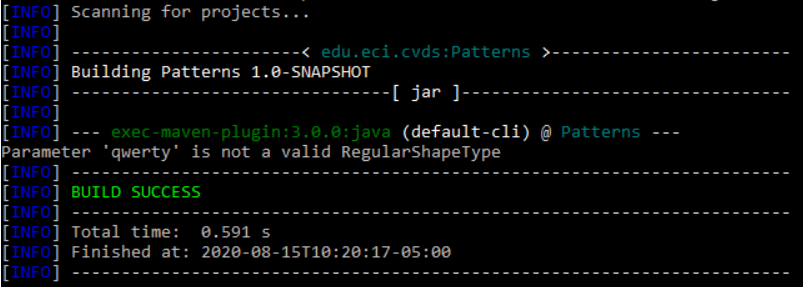 [INFO] Scanning for projects...
[INFO]
[INFO] -----------------------< edu.eci.cvds:Patterns >------------------------
[INFO] Building Patterns 1.0-SNAPSHOT
[INFO] --------------------------------[ jar ]---------------------------------
[INFO]
[INFO] --- exec-maven-plugin:3.0.0:java (default-cli) @ Patterns ---
Parameter 'qwerty' is not a valid RegularShapeType
[INFO] ------------------------------------------------------------------------
[INFO] BUILD SUCCESS
[INFO] ------------------------------------------------------------------------
[INFO] Total time:  0.591 s
[INFO] Finished at: 2020-08-15T10:20:17-05:00
[INFO] ------------------------------------------------------------------------